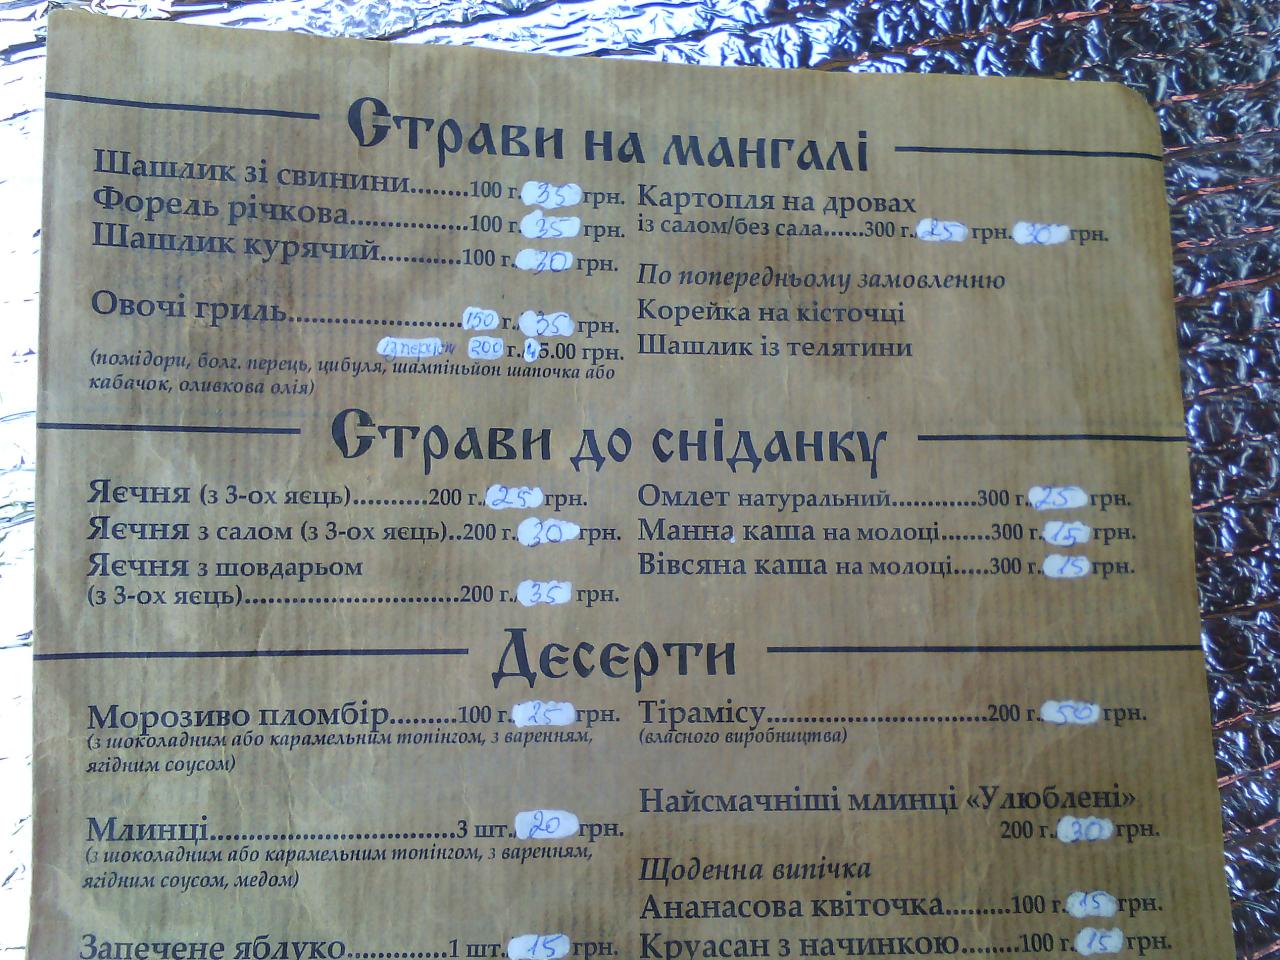 Страви на мангалі
Шашлик зі свинини........100 г. 35 грн.
Форель річкова..............100 г. 35 грн.
Шашлик курячий...........100 г. 30 грн.
Овочі гриль........................150 г. 35 грн.
200 г. 45.00 грн.
(помідори, болг. перець, цибуля, шампіньйон шапочка або
кабачок, оливкова олія)
Картопля на дровах
із салом/без сала......300 г. 25 грн. 30 грн.
По попередньому замовленню
Корейка на кісточці
Шашлик із телятини
Страви до сніданку
Яєчня (з 3-ох яєць)..........200 г. 25 грн.
Яєчня з салом (з 3-ох яєць)..200 г. 30 грн.
Яєчня з шовдарьом
(з 3-ох яєць).............................200 г. 35 грн.
Омлет натуральний............300 г. 25 грн.
Манна каша на молоці.......300 г. 15 грн.
Вівсяна каша на молоці.....300 г. 15 грн.
Десерти
Морозиво пломбір.........100 г. 25 грн.
(з шоколадним або карамельним топінгом, з варенням,
ягідним соусом)
Млинці.................................3 шт. 20 грн.
(з шоколадним або карамельним топінгом, з варенням,
ягідним соусом, медом)
Запечене яблуко.............1 шт. 15 грн.
Тірамісу.............................200 г. 50 грн.
(власного виробництва)
Найсмачніші млинці «Улюблені»
200 г. 30 грн.
Щоденна випічка
Ананасова квіточка.........100 г. 15 грн.
Круасан з начинкою........100 г. 15 грн.